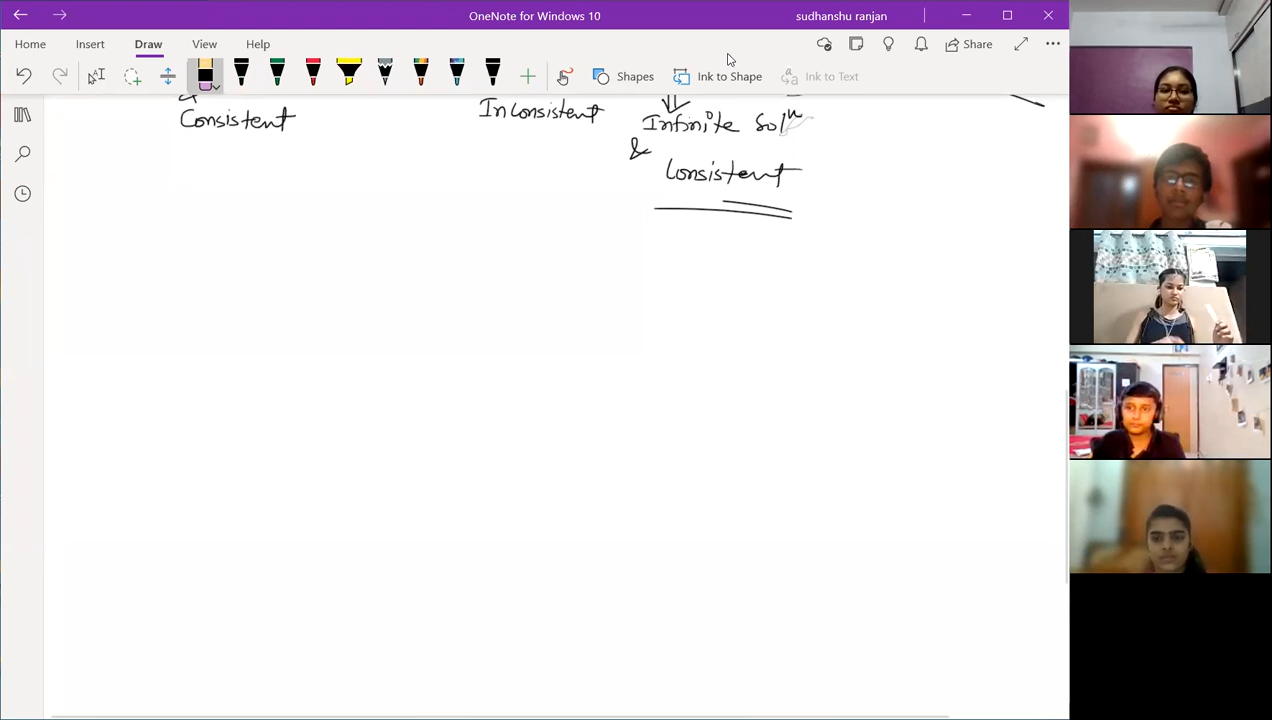 OneNote for Windows 10
sudhanshu ranjan
Home Insert Draw View Help
Share
Shapes
Ink to Shape
Ink to Text
Consistent
Inconsistent
Infinite Solⁿ
&
Consistent